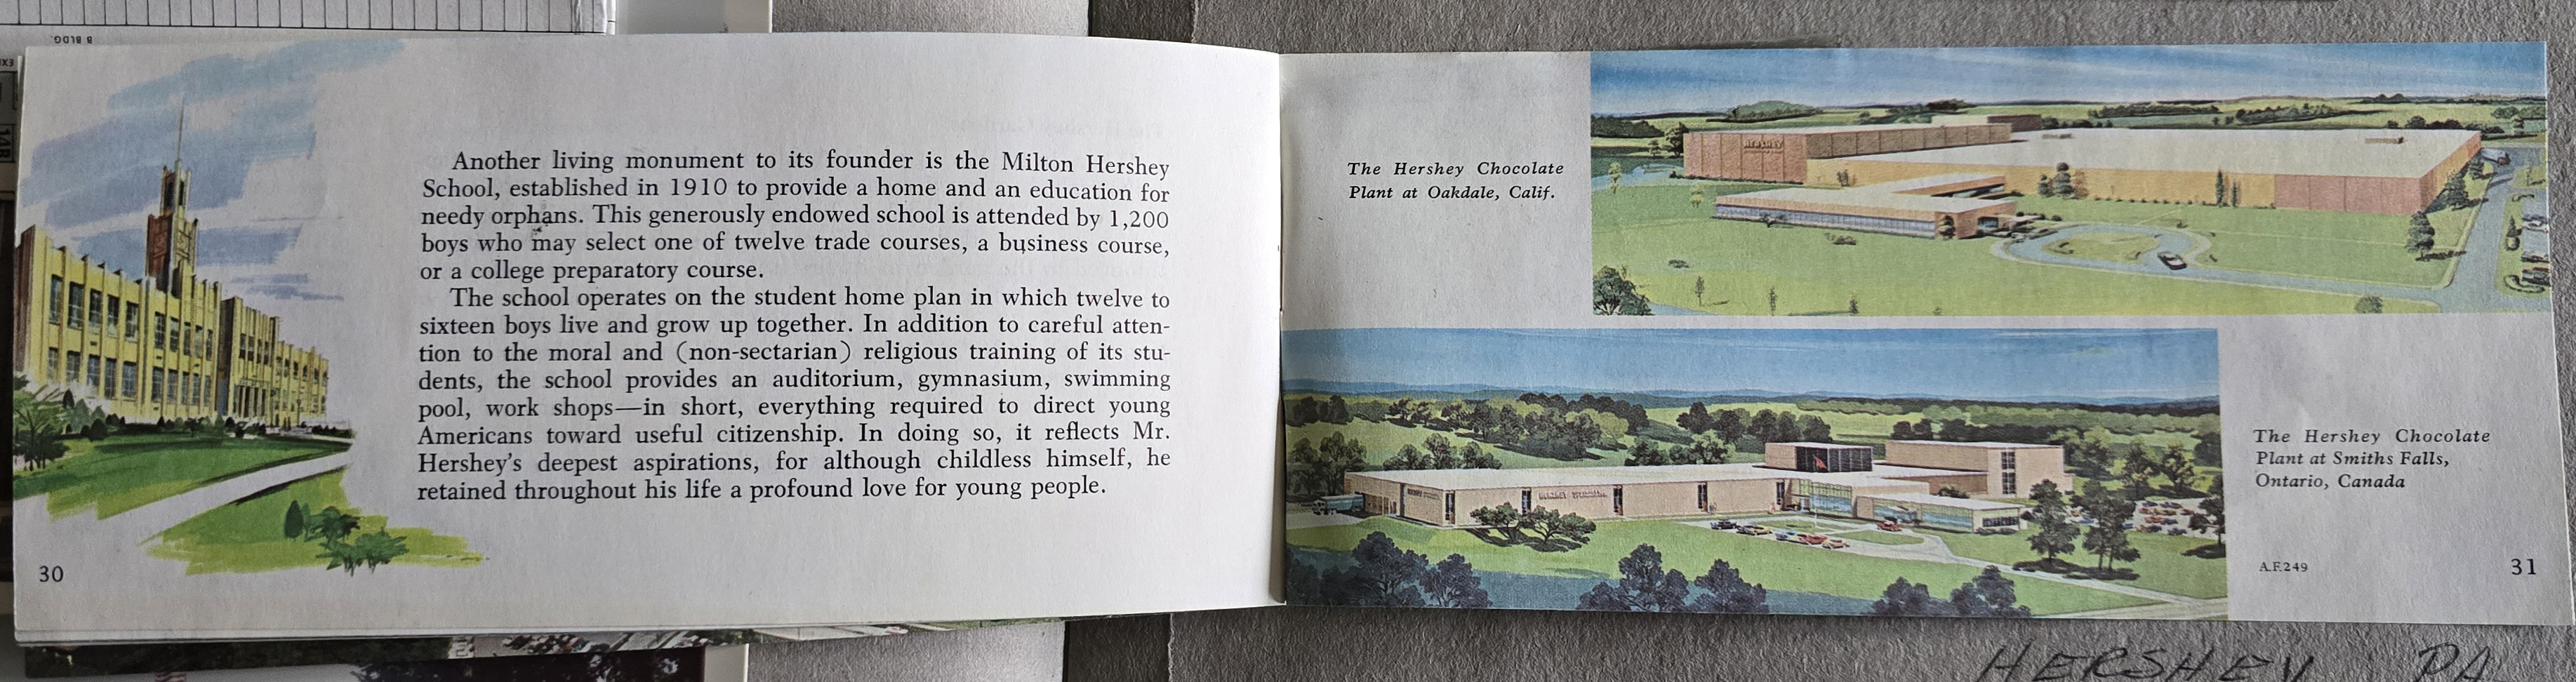 B BLDG.
Another living monument to its founder is the Milton Hershey
School, established in 1910 to provide a home and an education for
needy orphans. This generously endowed school is attended by 1,200
boys who may select one of twelve trade courses, a business course,
or a college preparatory course.
The school operates on the student home plan in which twelve to
sixteen boys live and grow up together. In addition to careful atten-
tion to the moral and (non-sectarian) religious training of its stu-
dents, the school provides an auditorium, gymnasium, swimming
pool, work shops—in short, everything required to direct young
Americans toward useful citizenship. In doing so, it reflects Mr.
Hershey's deepest aspirations, for although childless himself, he
retained throughout his life a profound love for young people.
30
The Hershey Chocolate
Plant at Oakdale, Calif.
HERSHEY
The Hershey Chocolate
Plant at Smiths Falls,
Ontario, Canada
A.F.249
31
HERSHEY PA